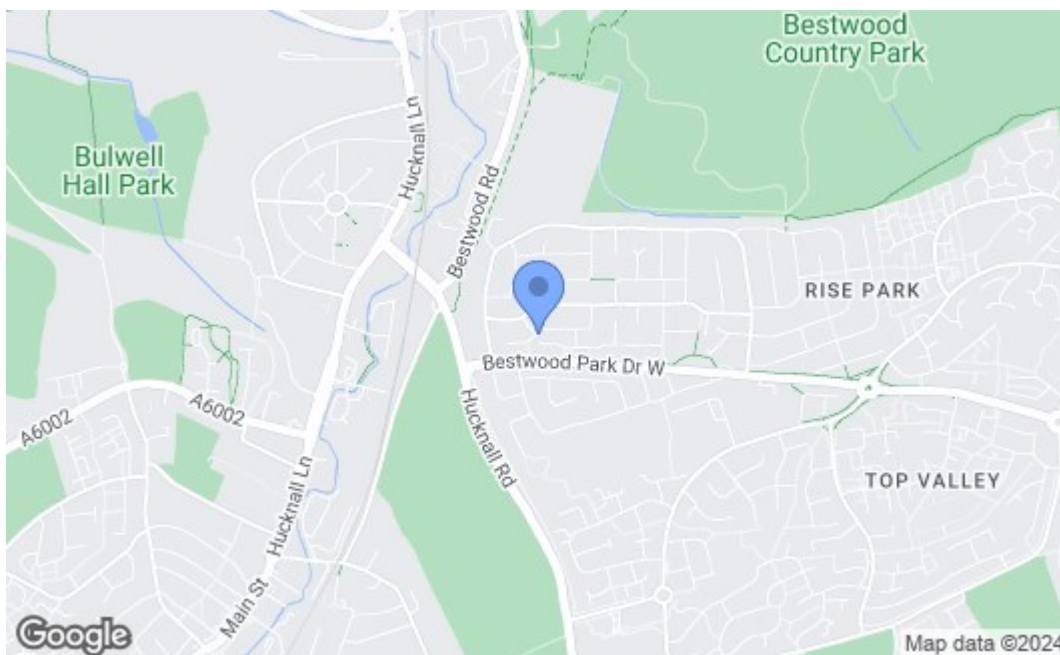 Bestwood
Country Park
Hucknall Ln
Bulwell
Hall Park
Bestwood Rd
RISE PARK
Bestwood Park Dr W
A6002
A6002
Hucknall Rd
TOP VALLEY
Hucknall Ln
Main St
Google
Map data ©2024